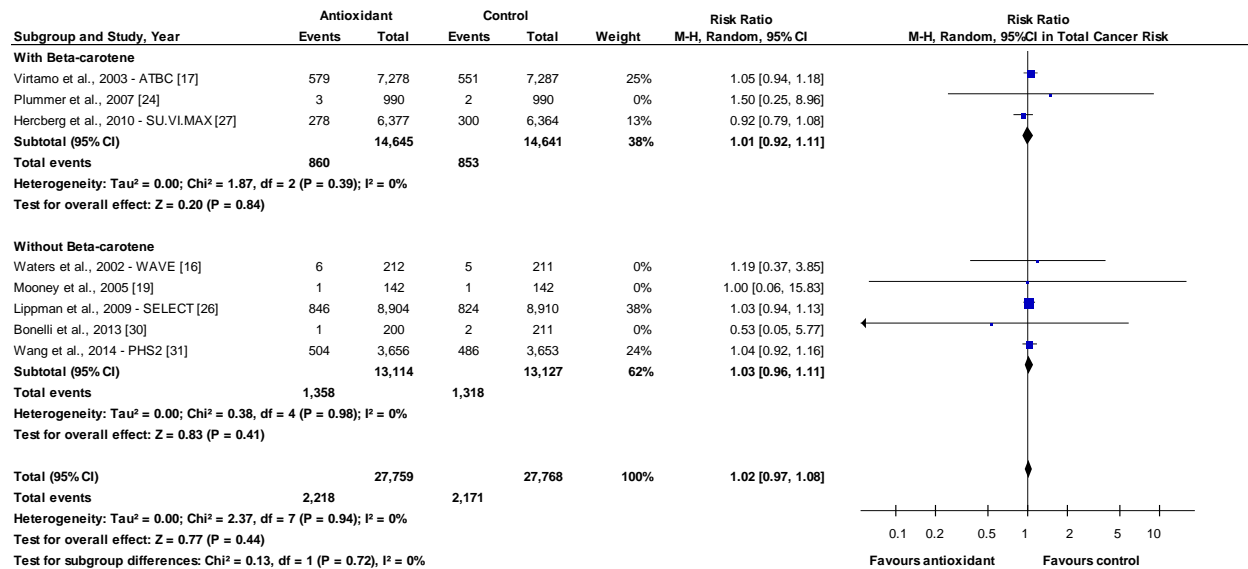 Antioxidant Control Risk Ratio Risk Ratio
Subgroup and Study, Year Events Total Events Total Weight M-H, Random, 95% CI M-H, Random, 95%CI in Total Cancer Risk
With Beta-carotene
Virtamo et al., 2003 - ATBC [17] 579 7,278 551 7,287 25% 1.05 [0.94, 1.18]
Plummer et al., 2007 [24] 3 990 2 990 0% 1.50 [0.25, 8.96]
Hercberg et al., 2010 - SU.VI.MAX [27] 278 6,377 300 6,364 13% 0.92 [0.79, 1.08]
Subtotal (95% CI) 14,645 14,641 38% 1.01 [0.92, 1.11]
Total events 860 853
Heterogeneity: Tau² = 0.00; Chi² = 1.87, df = 2 (P = 0.39); I² = 0%
Test for overall effect: Z = 0.20 (P = 0.84)
Without Beta-carotene
Waters et al., 2002 - WAVE [16] 6 212 5 211 0% 1.19 [0.37, 3.85]
Mooney et al., 2005 [19] 1 142 1 142 0% 1.00 [0.06, 15.83]
Lippman et al., 2009 - SELECT [26] 846 8,904 824 8,910 38% 1.03 [0.94, 1.13]
Bonelli et al., 2013 [30] 1 200 2 211 0% 0.53 [0.05, 5.77]
Wang et al., 2014 - PHS2 [31] 504 3,656 486 3,653 24% 1.04 [0.92, 1.16]
Subtotal (95% CI) 13,114 13,127 62% 1.03 [0.96, 1.11]
Total events 1,358 1,318
Heterogeneity: Tau² = 0.00; Chi² = 0.38, df = 4 (P = 0.98); I² = 0%
Test for overall effect: Z = 0.83 (P = 0.41)
Total (95% CI) 27,759 27,768 100% 1.02 [0.97, 1.08]
Total events 2,218 2,171
Heterogeneity: Tau² = 0.00; Chi² = 2.37, df = 7 (P = 0.94); I² = 0%
Test for overall effect: Z = 0.77 (P = 0.44)
0.1 0.2 0.5 1 2 5 10
Test for subgroup differences: Chi² = 0.13, df = 1 (P = 0.72), I² = 0% Favours antioxidant Favours control